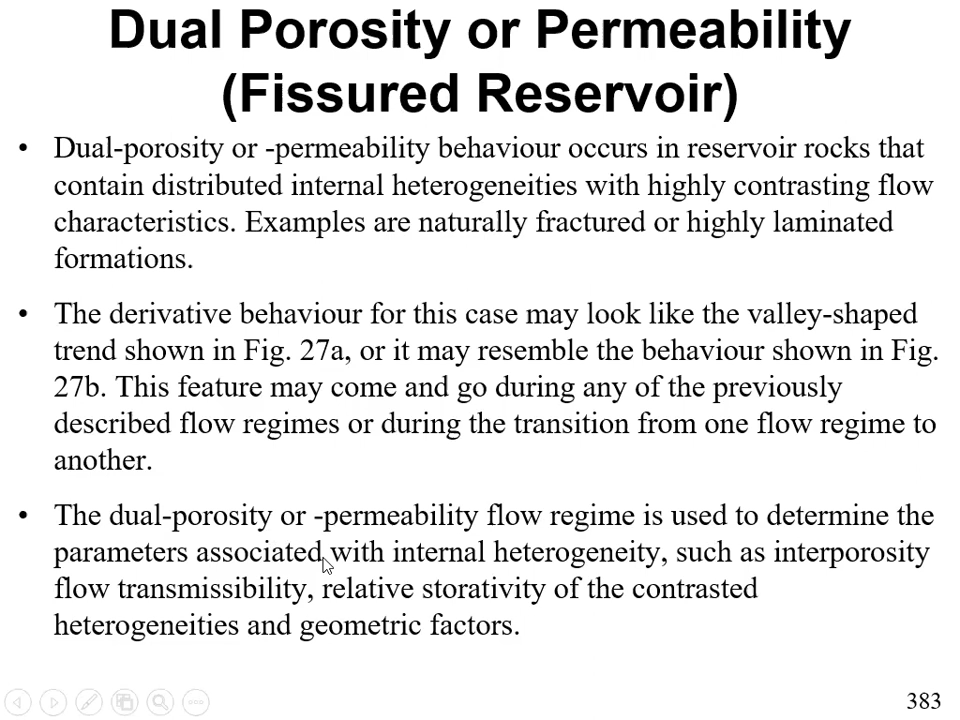 Dual Porosity or Permeability
(Fissured Reservoir)
• Dual-porosity or -permeability behaviour occurs in reservoir rocks that
contain distributed internal heterogeneities with highly contrasting flow
characteristics. Examples are naturally fractured or highly laminated
formations.
• The derivative behaviour for this case may look like the valley-shaped
trend shown in Fig. 27a, or it may resemble the behaviour shown in Fig.
27b. This feature may come and go during any of the previously
described flow regimes or during the transition from one flow regime to
another.
• The dual-porosity or -permeability flow regime is used to determine the
parameters associated with internal heterogeneity, such as interporosity
flow transmissibility, relative storativity of the contrasted
heterogeneities and geometric factors.
383